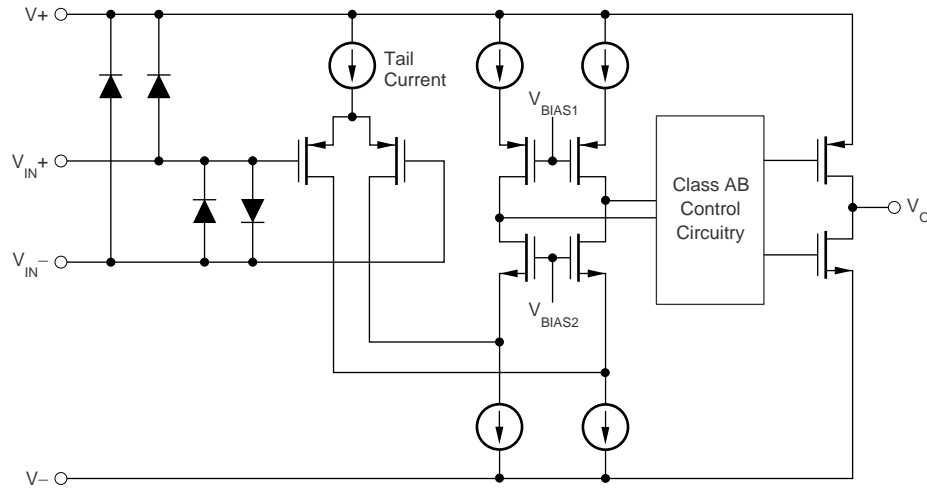 V+
Tail
Current
VBIAS1
VIN+
Class AB
Control
Circuitry
VO
VIN−
VBIAS2
V−